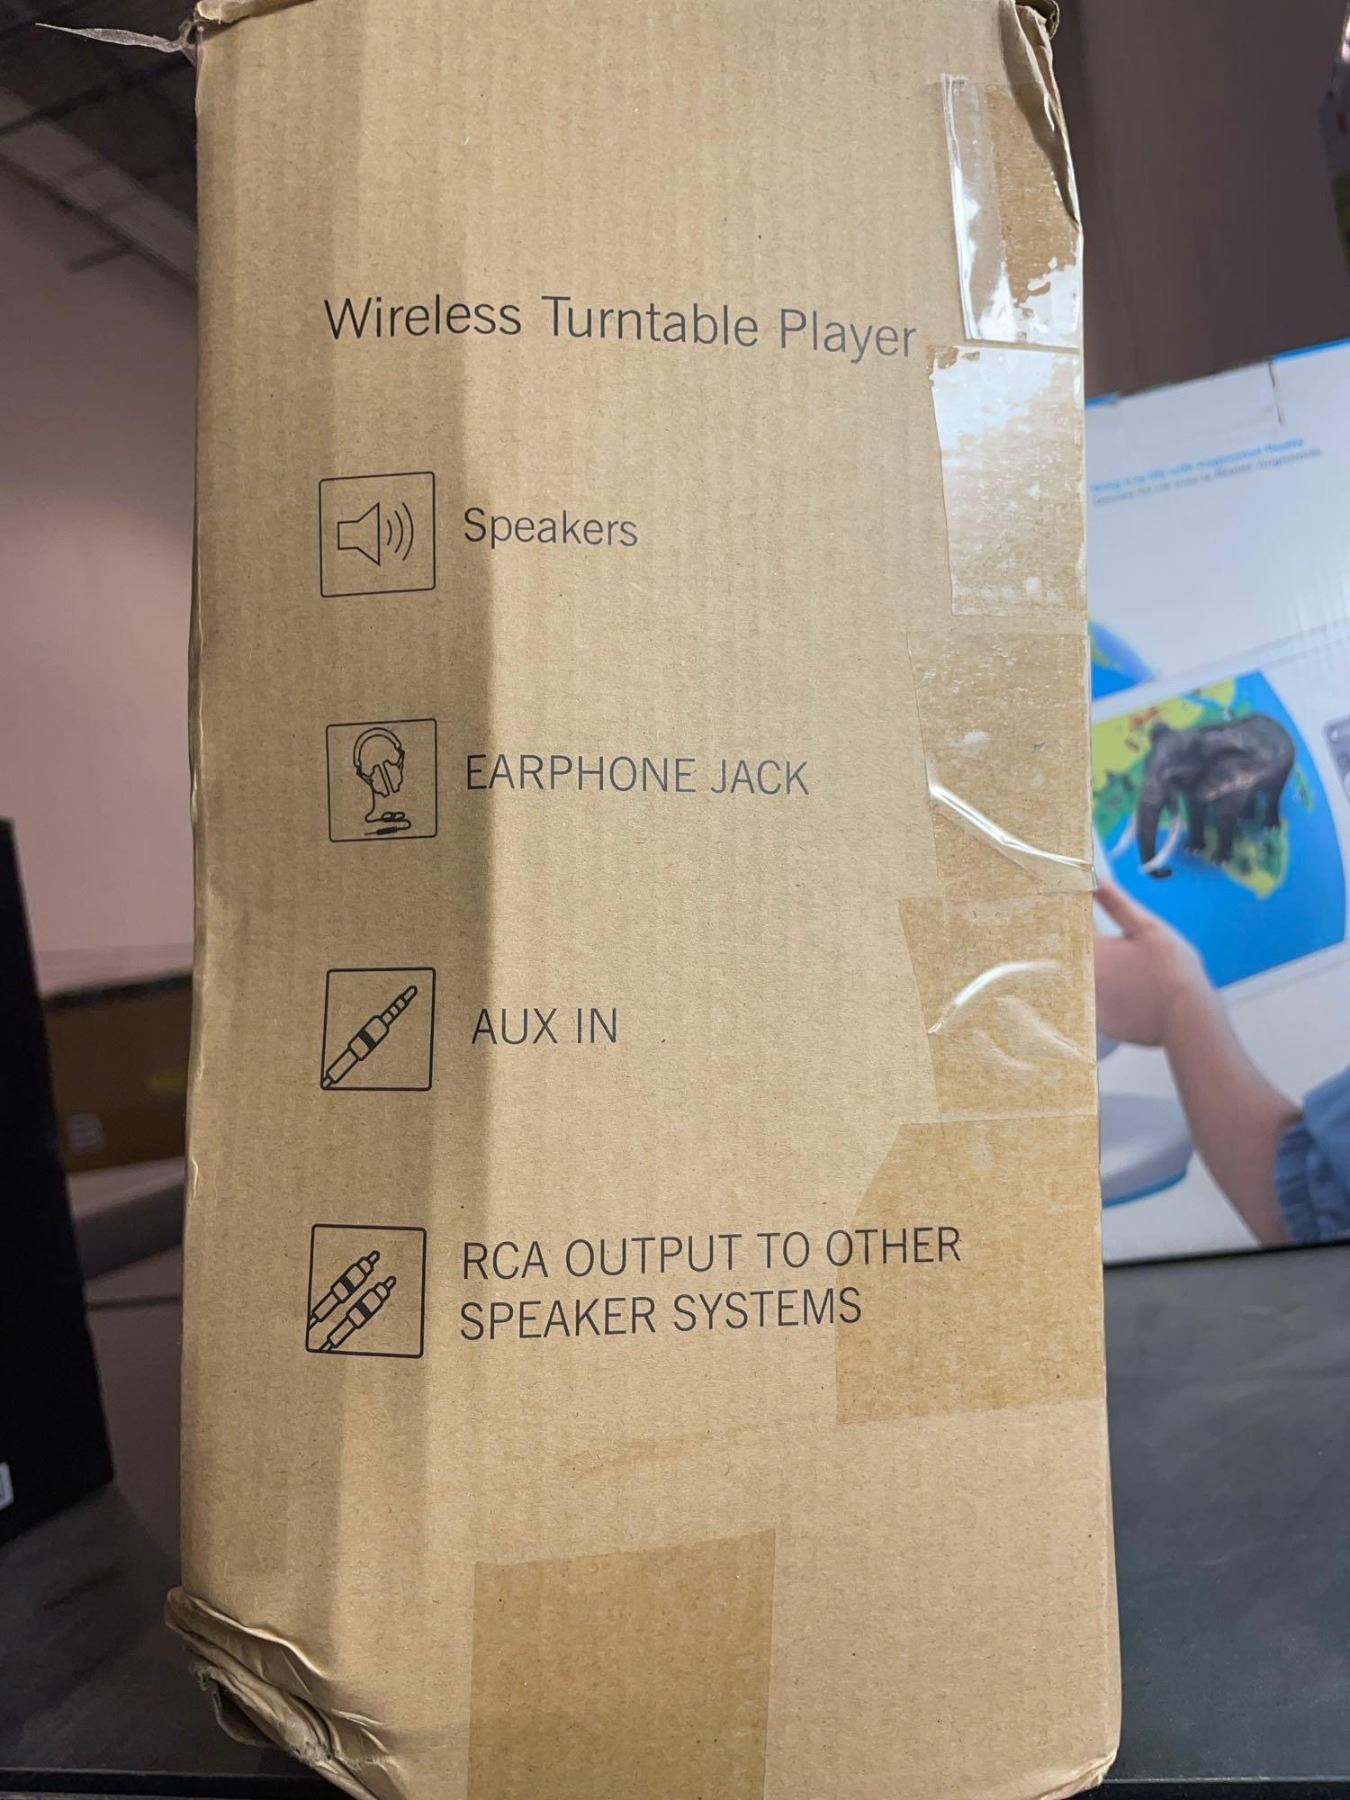 Wireless Turntable Player
Speakers
EARPHONE JACK
AUX IN
RCA OUTPUT TO OTHER
SPEAKER SYSTEMS